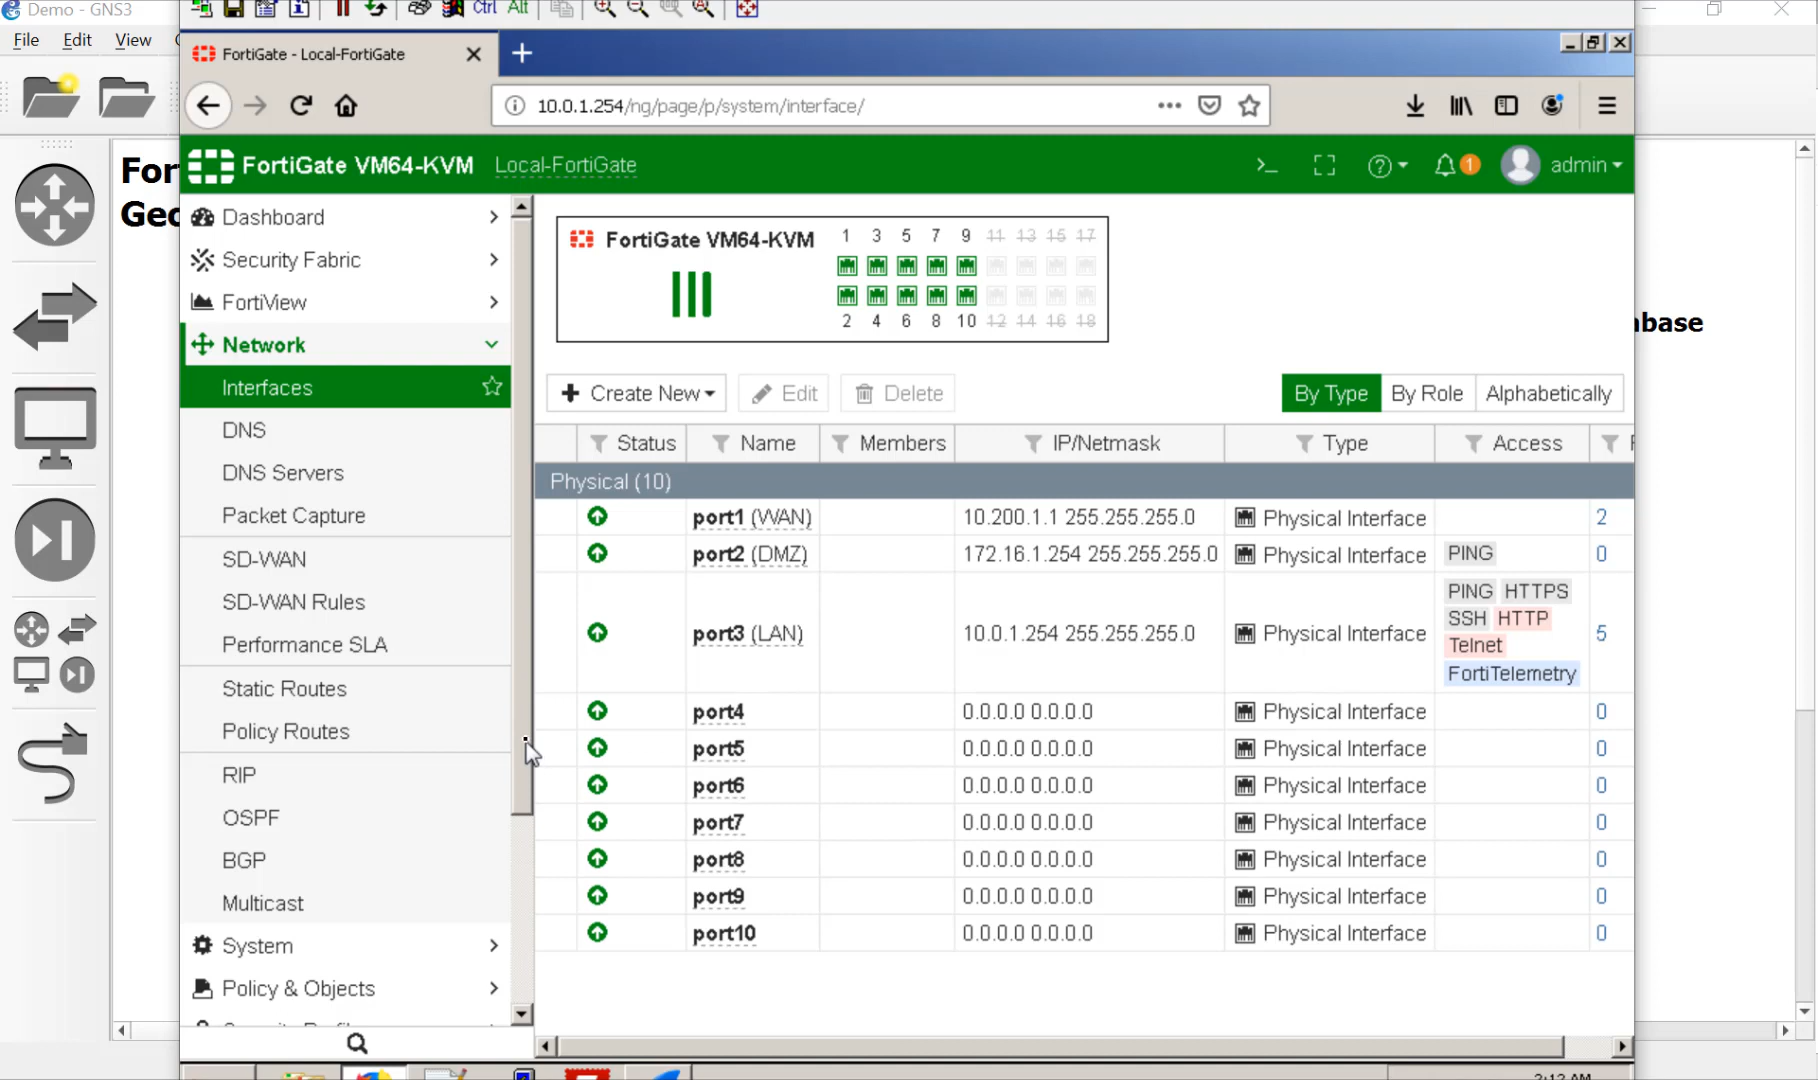 Demo - GNS3
File Edit View
Ctrl Alt
FortiGate - Local-FortiGate
10.0.1.254/ng/page/p/system/interface/
FortiGate VM64-KVM Local-FortiGate
>_ 1 admin
Dashboard
Security Fabric
FortiView
Network
Interfaces
DNS
DNS Servers
Packet Capture
SD-WAN
SD-WAN Rules
Performance SLA
Static Routes
Policy Routes
RIP
OSPF
BGP
Multicast
System
Policy & Objects
FortiGate VM64-KVM
1 3 5 7 9 11 13 15 17
2 4 6 8 10 12 14 16 18
Create New Edit Delete By Type By Role Alphabetically
Status Name Members IP/Netmask Type Access
Physical (10)
port1 (WAN) 10.200.1.1 255.255.255.0 Physical Interface 2
port2 (DMZ) 172.16.1.254 255.255.255.0 Physical Interface PING 0
PING HTTPS
SSH HTTP
port3 (LAN) 10.0.1.254 255.255.255.0 Physical Interface 5
Telnet
FortiTelemetry
port4 0.0.0.0 0.0.0.0 Physical Interface 0
port5 0.0.0.0 0.0.0.0 Physical Interface 0
port6 0.0.0.0 0.0.0.0 Physical Interface 0
port7 0.0.0.0 0.0.0.0 Physical Interface 0
port8 0.0.0.0 0.0.0.0 Physical Interface 0
port9 0.0.0.0 0.0.0.0 Physical Interface 0
port10 0.0.0.0 0.0.0.0 Physical Interface 0
For
Geo
base